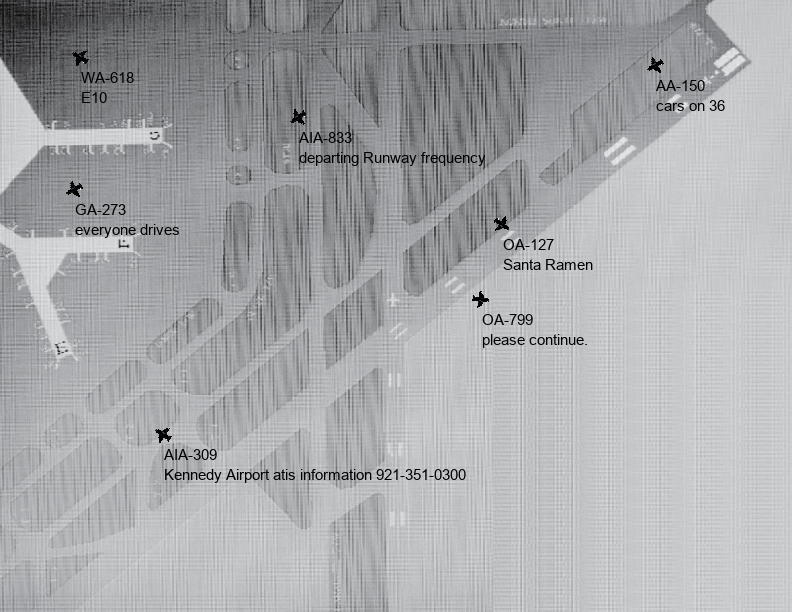 WA-618
E10
AA-150
cars on 36
AIA-833
departing Runway frequency
GA-273
everyone drives
OA-127
Santa Ramen
OA-799
please continue.
AIA-309
Kennedy Airport atis information 921-351-0300